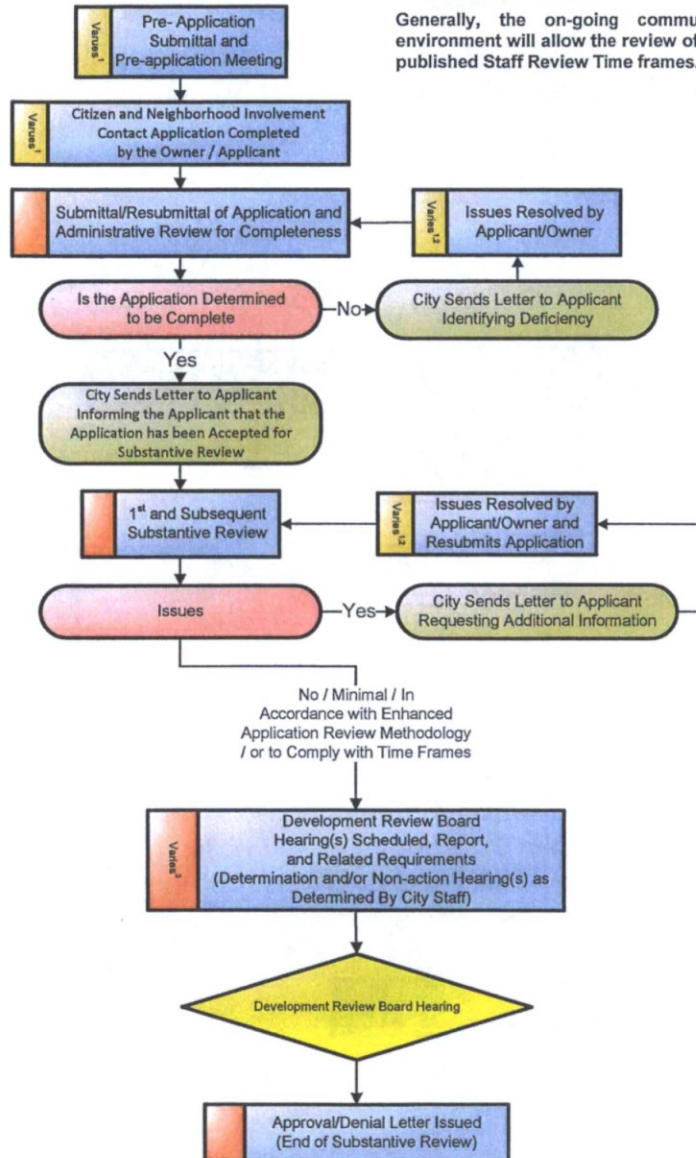 Pre- Application
Submittal and
Pre-application Meeting
Varues¹
Generally, the on-going commu
environment will allow the review of
published Staff Review Time frames.
Citizen and Neighborhood Involvement
Contact Application Completed
by the Owner / Applicant
Varues¹
Submittal/Resubmittal of Application and
Administrative Review for Completeness
Varies¹,²
Issues Resolved by
Applicant/Owner
Is the Application Determined
to be Complete
No
City Sends Letter to Applicant
Identifying Deficiency
Yes
City Sends Letter to Applicant
Informing the Applicant that the
Application has been Accepted for
Substantive Review
1st and Subsequent
Substantive Review
Varies¹,²
Issues Resolved by
Applicant/Owner and
Resubmits Application
Issues
Yes
City Sends Letter to Applicant
Requesting Additional Information
No / Minimal / In
Accordance with Enhanced
Application Review Methodology
/ or to Comply with Time Frames
Varies³
Development Review Board
Hearing(s) Scheduled, Report,
and Related Requirements
(Determination and/or Non-action Hearing(s) as
Determined By City Staff)
Development Review Board Hearing
Approval/Denial Letter Issued
(End of Substantive Review)